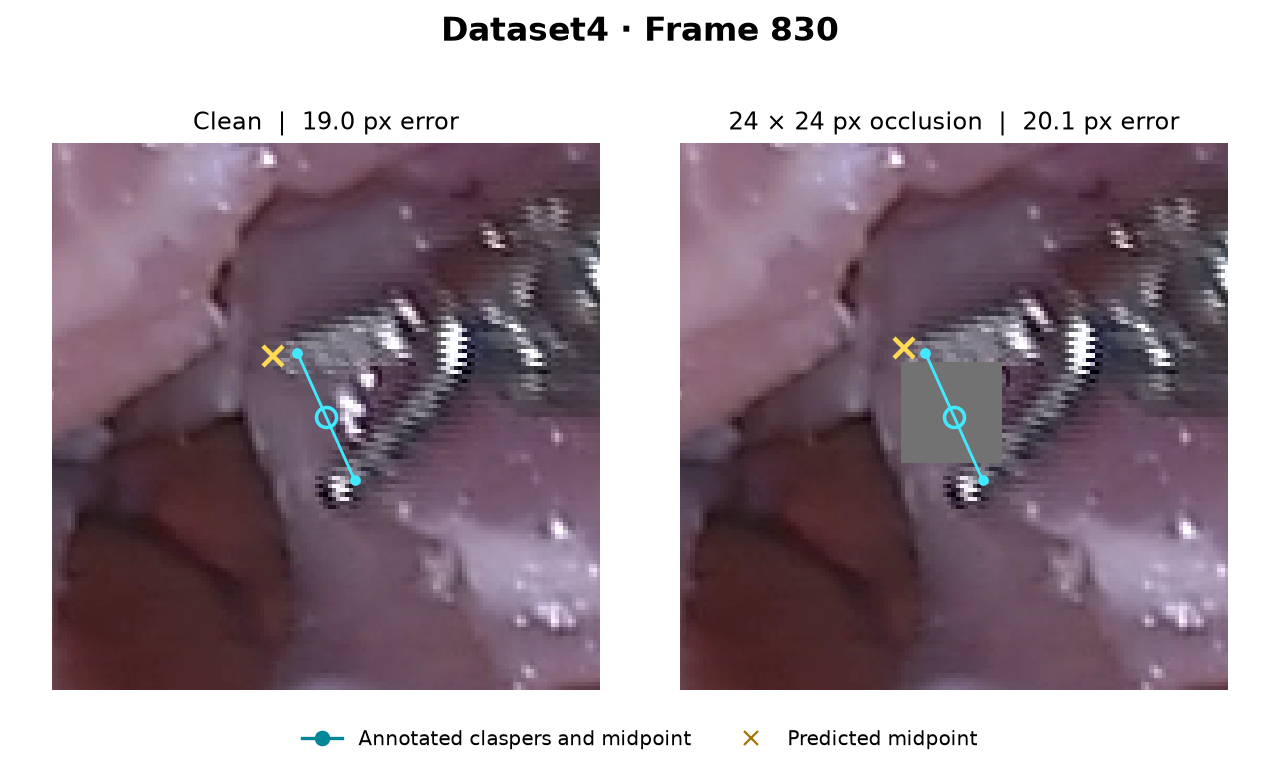 Dataset4 · Frame 830
Clean | 19.0 px error
24 × 24 px occlusion | 20.1 px error
Annotated claspers and midpoint
Predicted midpoint